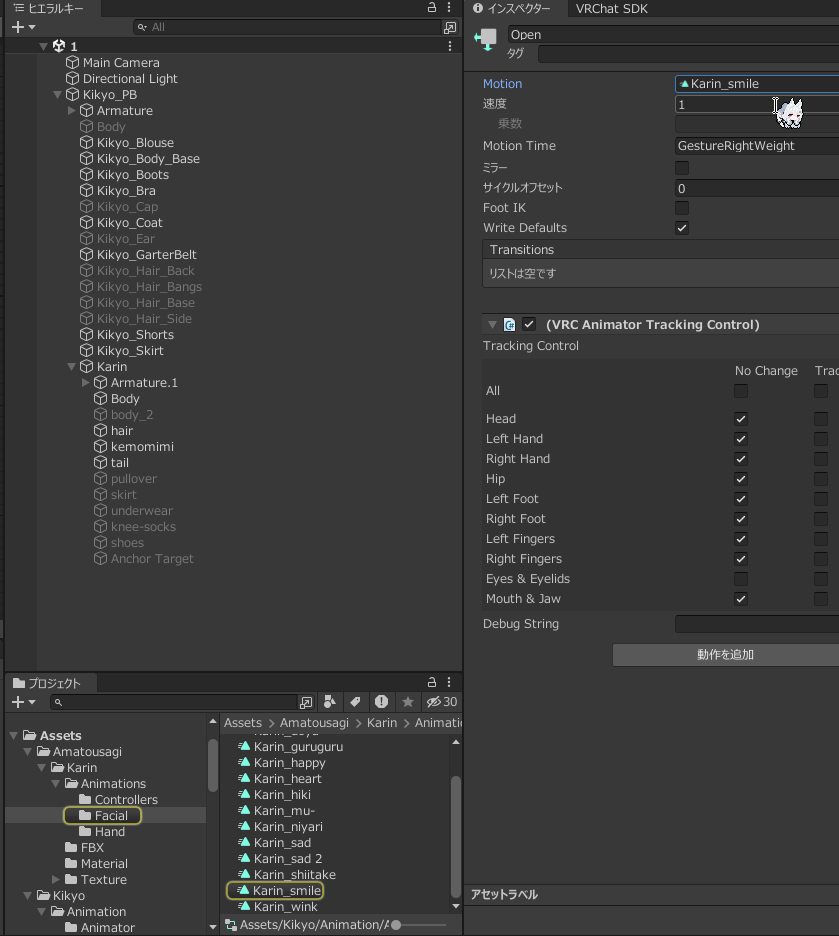 ヒエラルキー
All
1
Main Camera
Directional Light
Kikyo_PB
Armature
Body
Kikyo_Blouse
Kikyo_Body_Base
Kikyo_Boots
Kikyo_Bra
Kikyo_Cap
Kikyo_Coat
Kikyo_Ear
Kikyo_GarterBelt
Kikyo_Hair_Back
Kikyo_Hair_Bangs
Kikyo_Hair_Base
Kikyo_Hair_Side
Kikyo_Shorts
Kikyo_Skirt
Karin
Armature.1
Body
body_2
hair
kemomimi
tail
pullover
skirt
underwear
knee-socks
shoes
Anchor Target
プロジェクト
30
Assets
Amatousagi
Karin
Animations
Controllers
Facial
Hand
FBX
Material
Texture
Kikyo
Animation
Animator
Assets > Amatousagi > Karin > Animati
Karin_guruguru
Karin_happy
Karin_heart
Karin_hiki
Karin_mu-
Karin_niyari
Karin_sad
Karin_sad 2
Karin_shiitake
Karin_smile
Karin_wink
Assets/Kikyo/Animation/
インスペクター VRChat SDK
Open
タグ
Motion Karin_smile
速度 1
乗数
Motion Time GestureRightWeight
ミラー
サイクルオフセット 0
Foot IK
Write Defaults
Transitions
リストは空です
(VRC Animator Tracking Control)
Tracking Control
No Change Trac
All
Head
Left Hand
Right Hand
Hip
Left Foot
Right Foot
Left Fingers
Right Fingers
Eyes & Eyelids
Mouth & Jaw
Debug String
動作を追加
アセットラベル